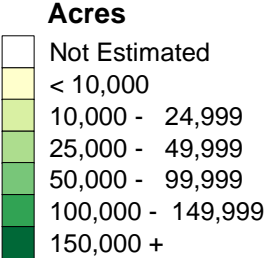 Acres
Not Estimated
< 10,000
10,000 - 24,999
25,000 - 49,999
50,000 - 99,999
100,000 - 149,999
150,000 +